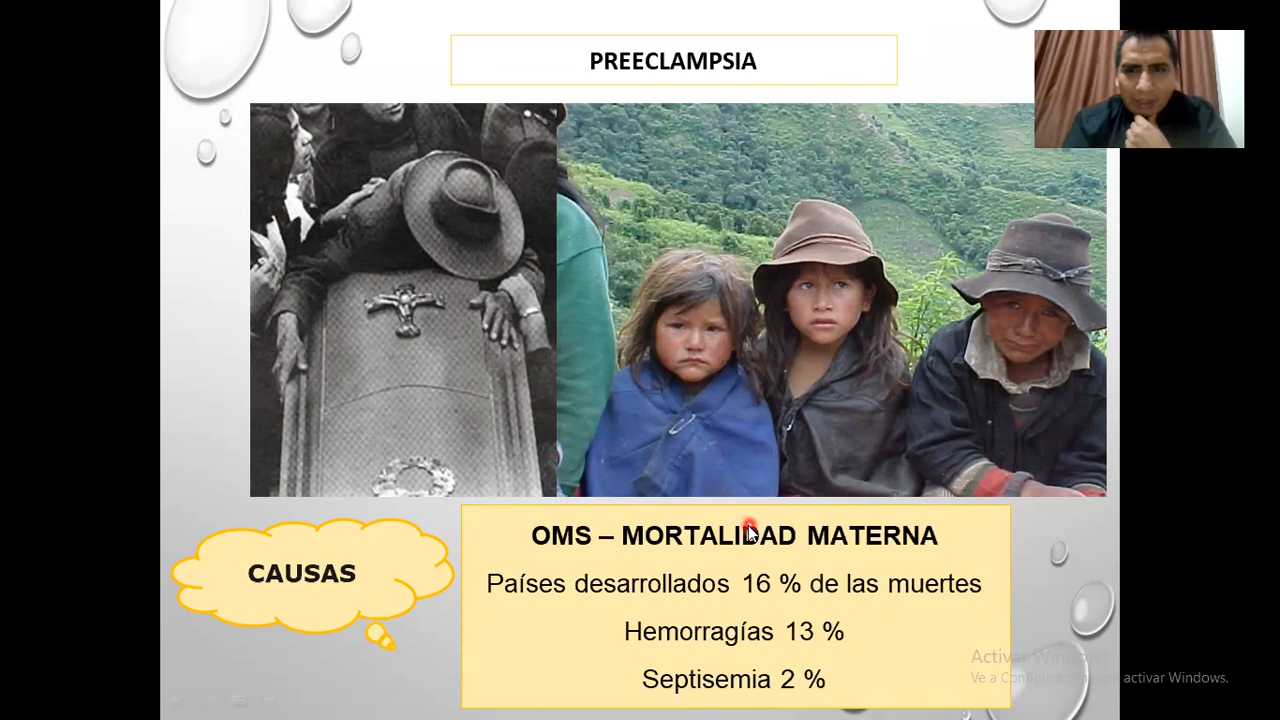 PREECLAMPSIA
CAUSAS
OMS – MORTALIDAD MATERNA
Países desarrollados 16 % de las muertes
Hemorragías 13 %
Septisemia 2 %
Activar Windows
Ve a Configuración para activar Windows.